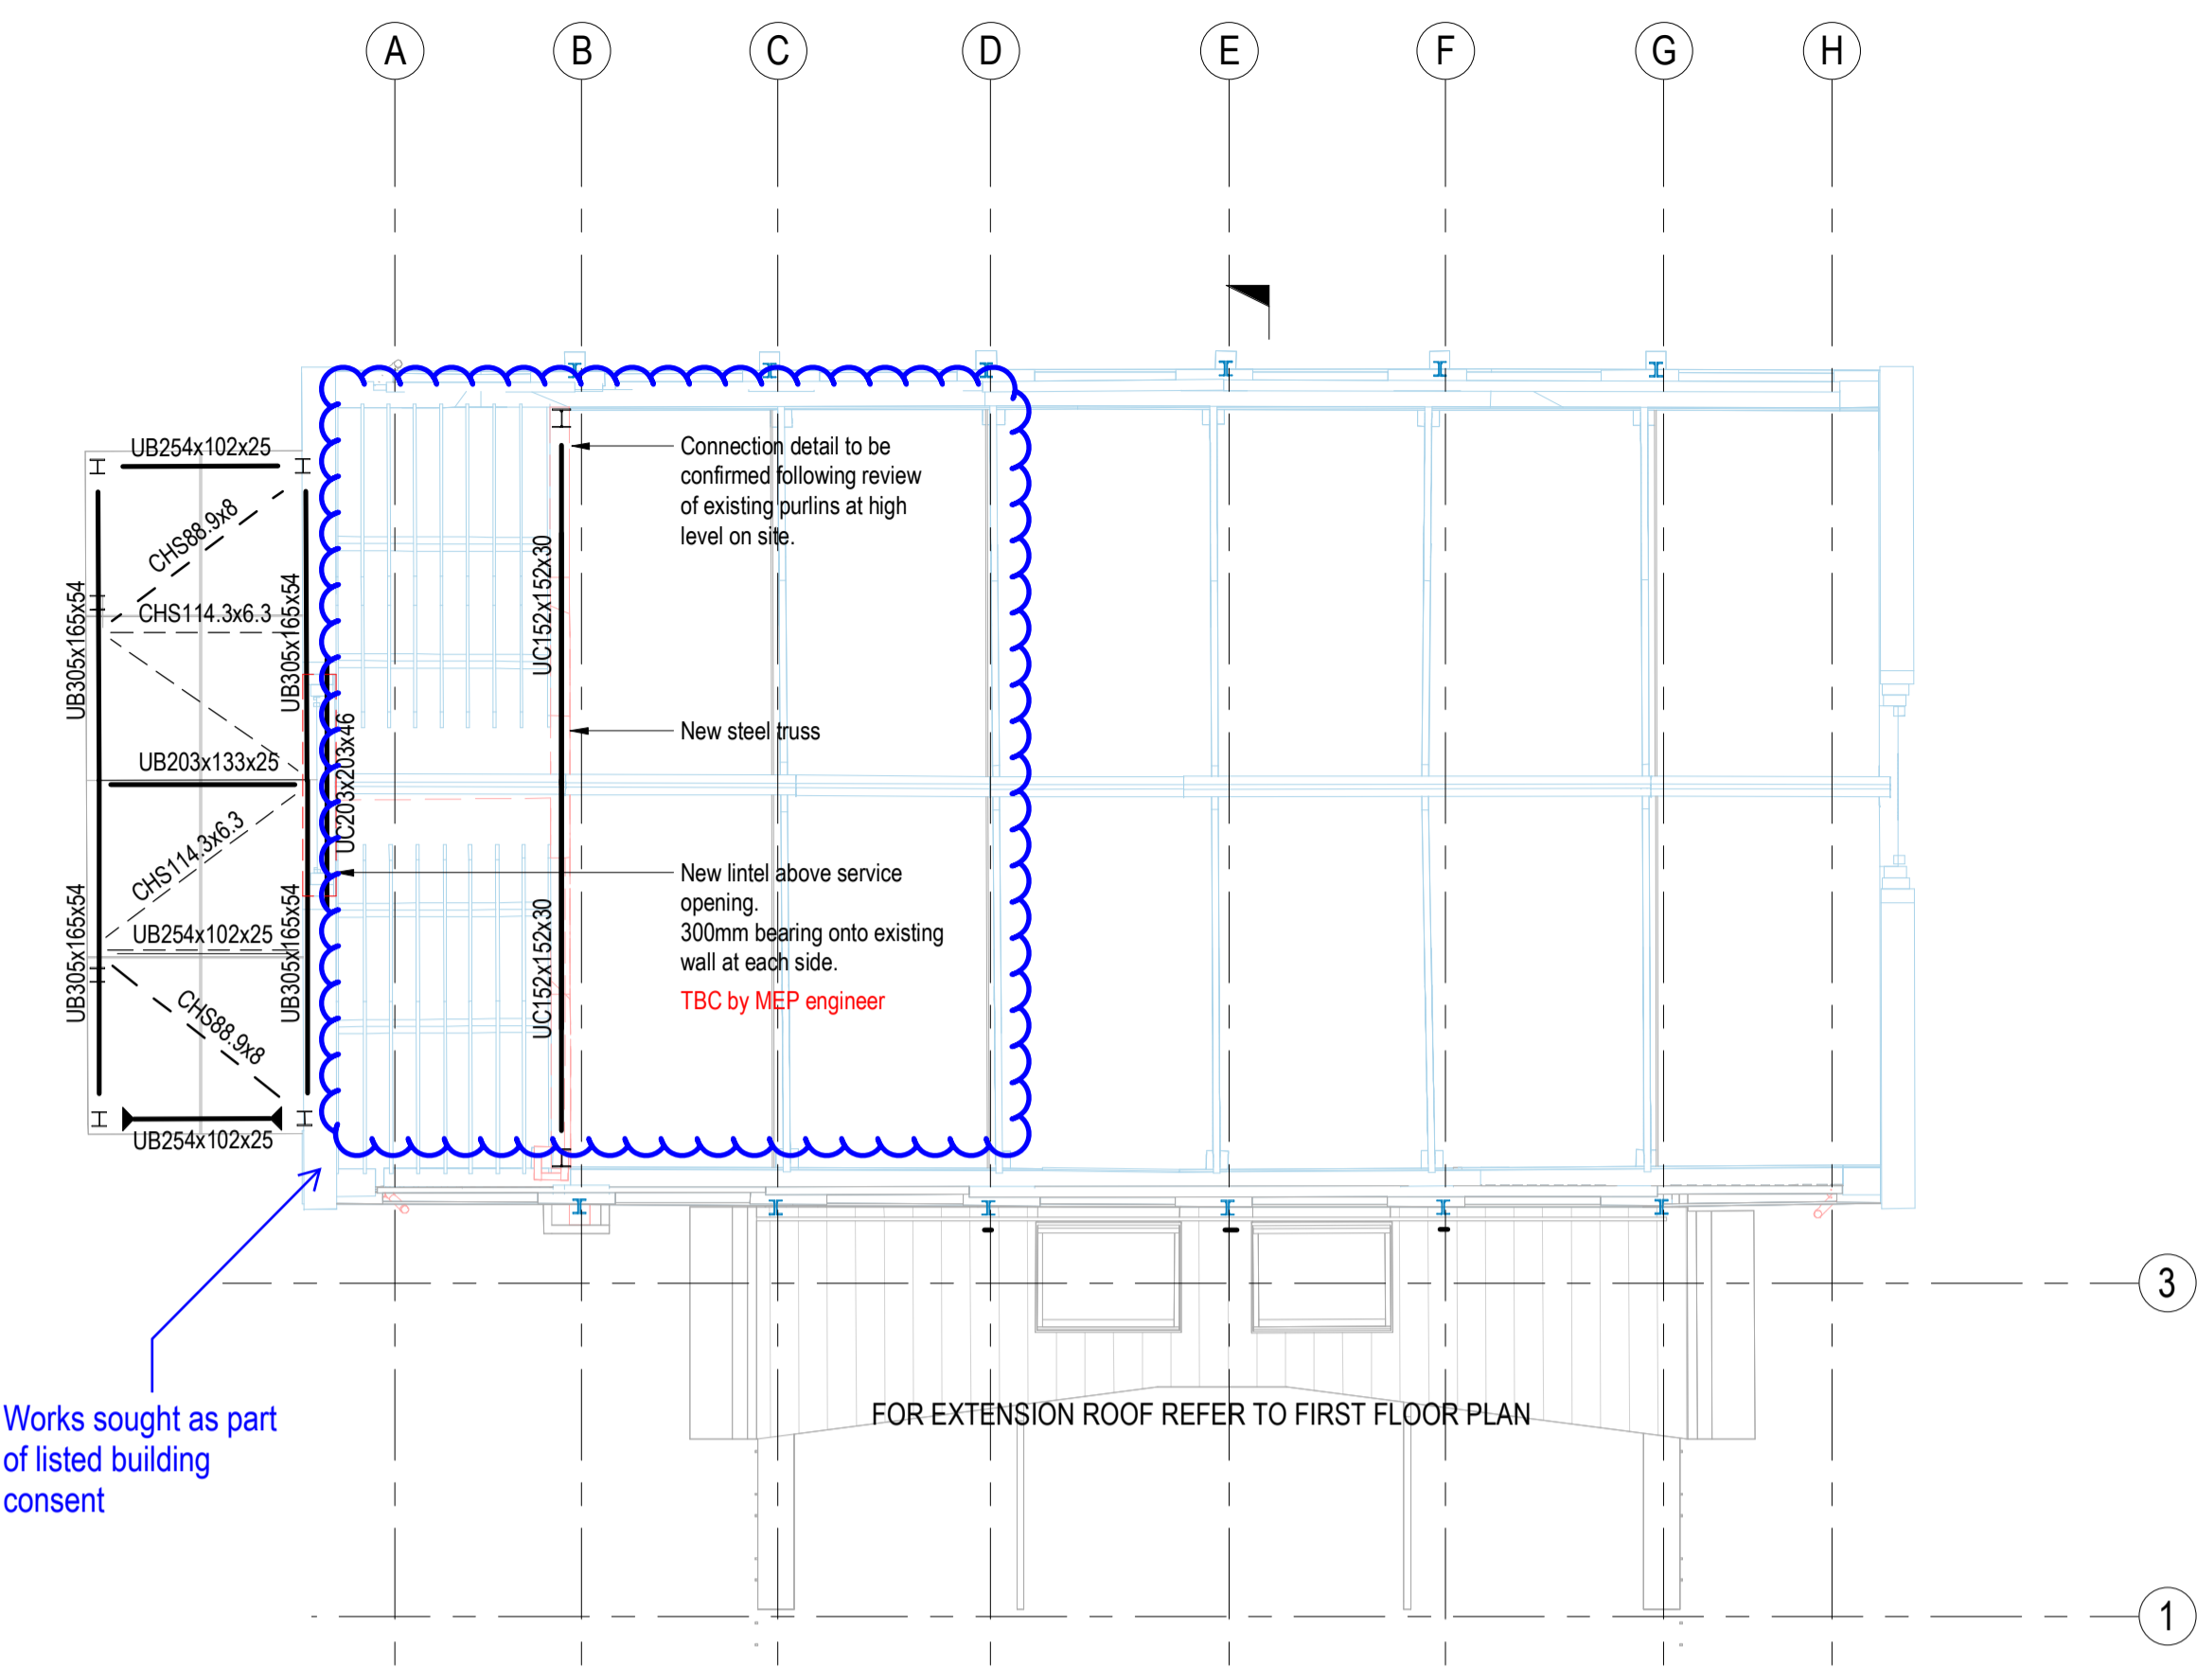 A
B
C
D
E
F
G
H
UB254x102x25
CHS88.9x8
CHS114.3x6.3
UB305x165x54
UB305x165x54
UB203x133x25
UC203x203x46
CHS114.3x6.3
UB254x102x25
UB305x165x54
UB305x165x54
CHS88.9x8
UB254x102x25
UC152x152x30
UC152x152x30
Connection detail to be
confirmed following review
of existing purlins at high
level on site.
New steel truss
New lintel above service
opening.
300mm bearing onto existing
wall at each side.
TBC by MEP engineer
3
FOR EXTENSION ROOF REFER TO FIRST FLOOR PLAN
Works sought as part
of listed building
consent
1